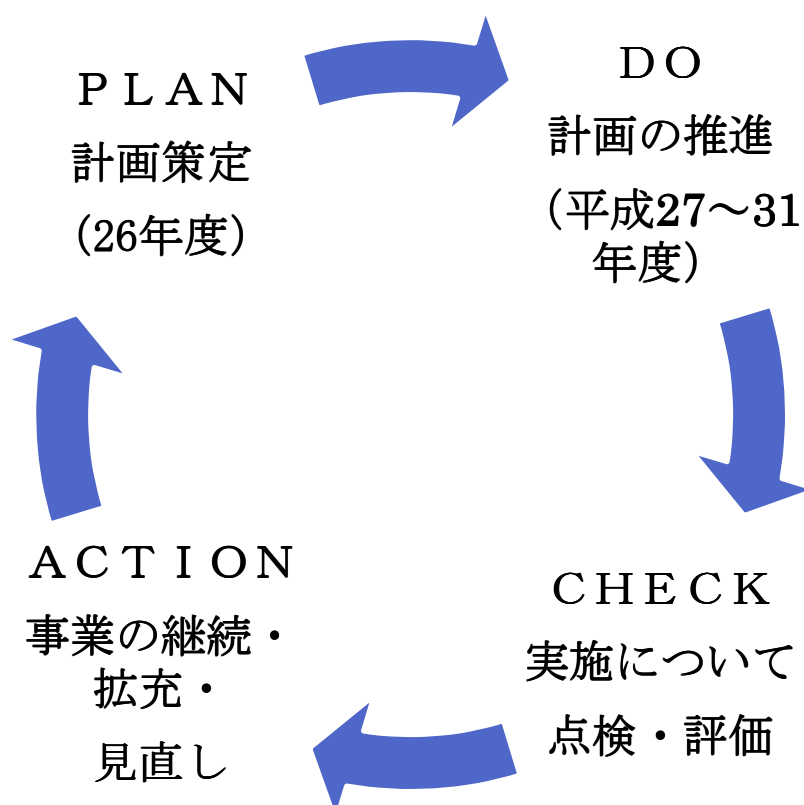 ＰＬＡＮ
計画策定
（26年度）
ＤＯ
計画の推進
（平成27～31
年度）
ＣＨＥＣＫ
実施について
点検・評価
ＡＣＴＩＯＮ
事業の継続・
拡充・
見直し